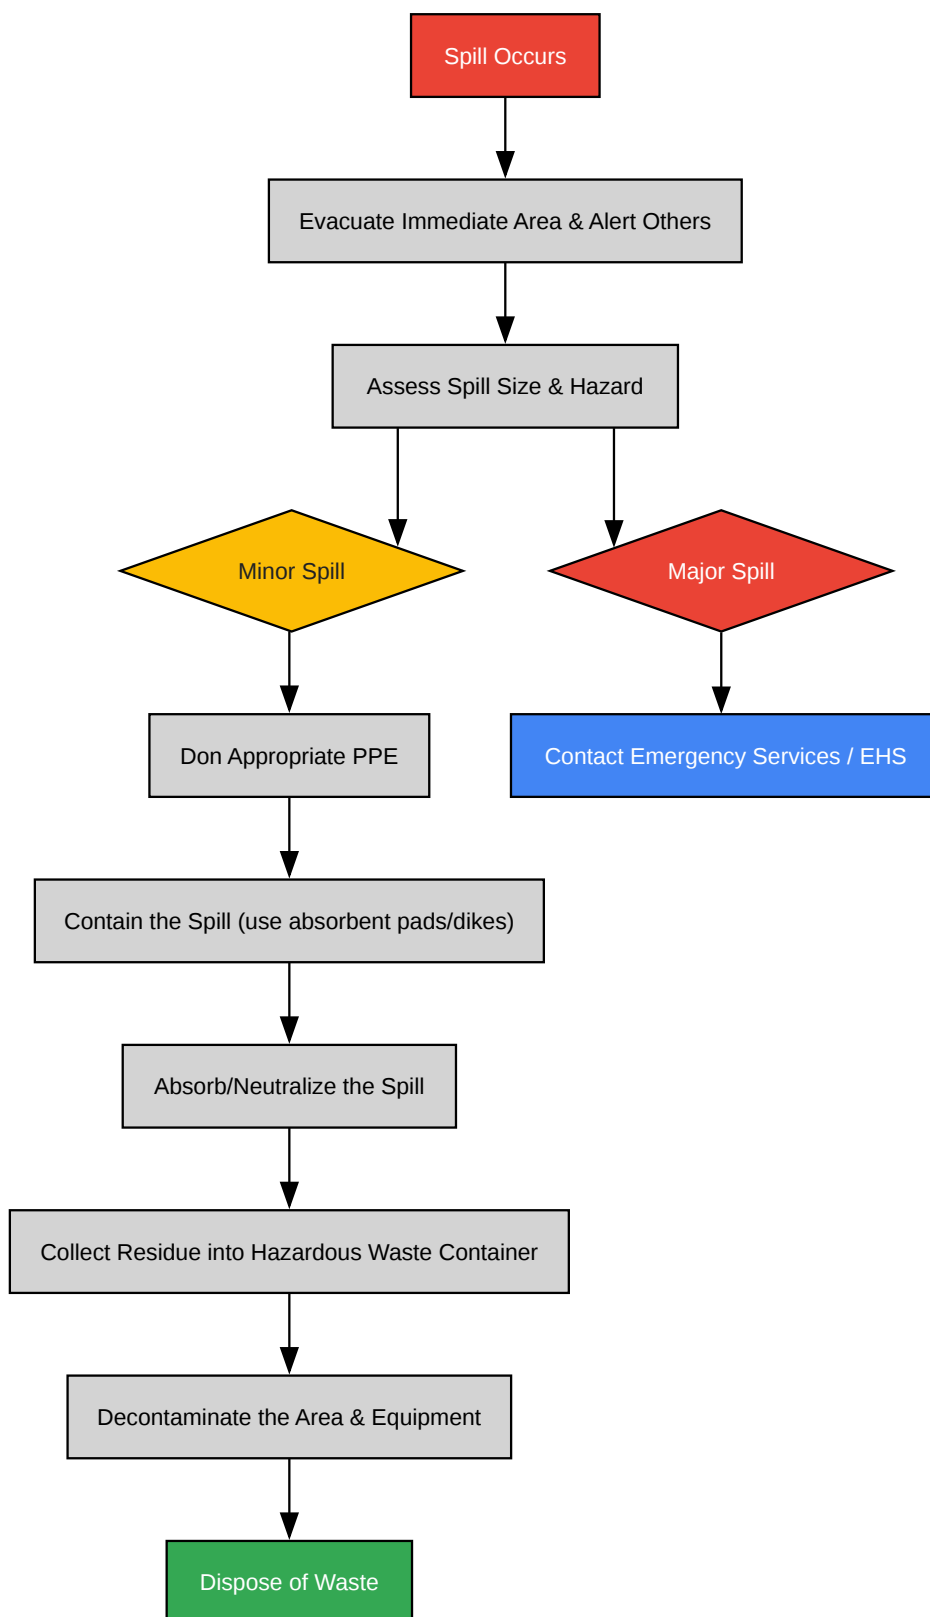 Spill Occurs
Evacuate Immediate Area & Alert Others
Assess Spill Size & Hazard
Minor Spill
Major Spill
Don Appropriate PPE
Contact Emergency Services / EHS
Contain the Spill (use absorbent pads/dikes)
Absorb/Neutralize the Spill
Collect Residue into Hazardous Waste Container
Decontaminate the Area & Equipment
Dispose of Waste